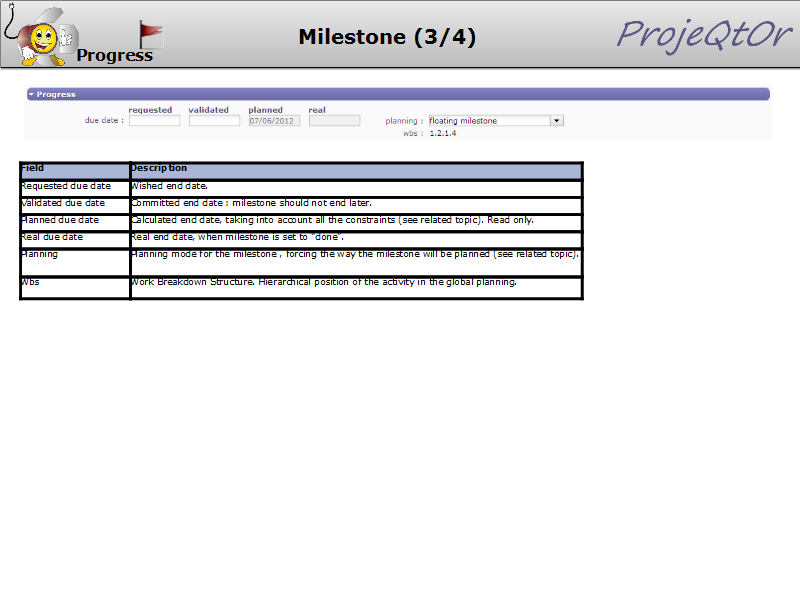 Milestone (3/4)
ProjeQtOr
Progress
Progress
requested validated planned real
due date : 07/06/2012 planning : floating milestone
wbs : 1.2.1.4
Field Description
Requested due date Wished end date.
Validated due date Committed end date : milestone should not end later.
Planned due date Calculated end date, taking into account all the constraints (see related topic). Read only.
Real due date Real end date, when milestone is set to "done".
Planning Planning mode for the milestone , forcing the way the milestone will be planned (see related topic).
Wbs Work Breakdown Structure. Hierarchical position of the activity in the global planning.